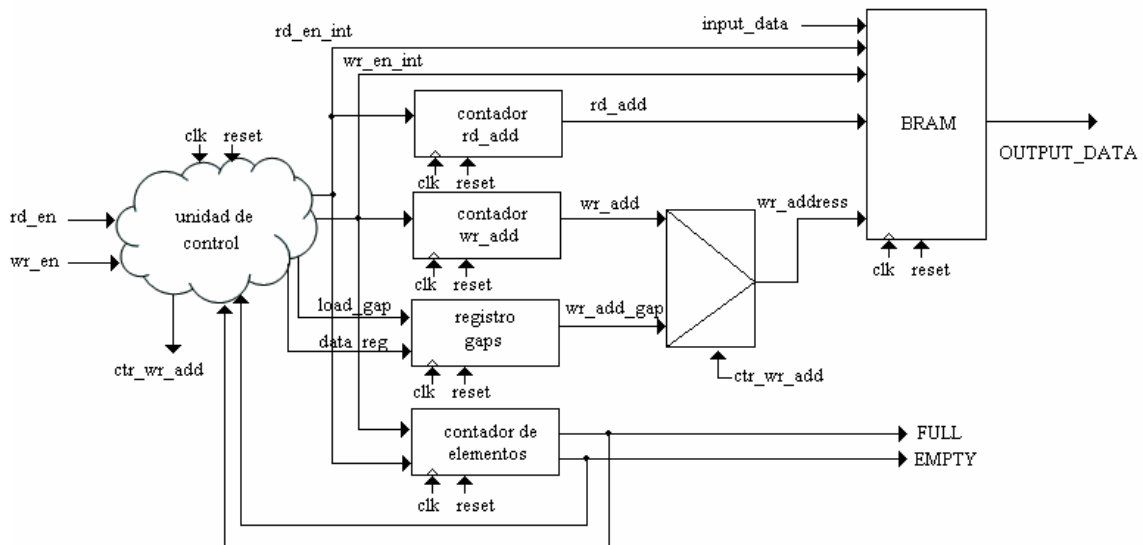 rd_en_int
input_data
wr_en_int
contador
rd_add
rd_add
BRAM
OUTPUT_DATA
clk
reset
clk
reset
rd_en
unidad de
control
wr_en
contador
wr_add
wr_add
wr_address
clk
reset
clk
reset
load_gap
data_reg
registro
gaps
wr_add_gap
ctr_wr_add
clk
reset
ctr_wr_add
contador de
elementos
FULL
EMPTY
clk
reset